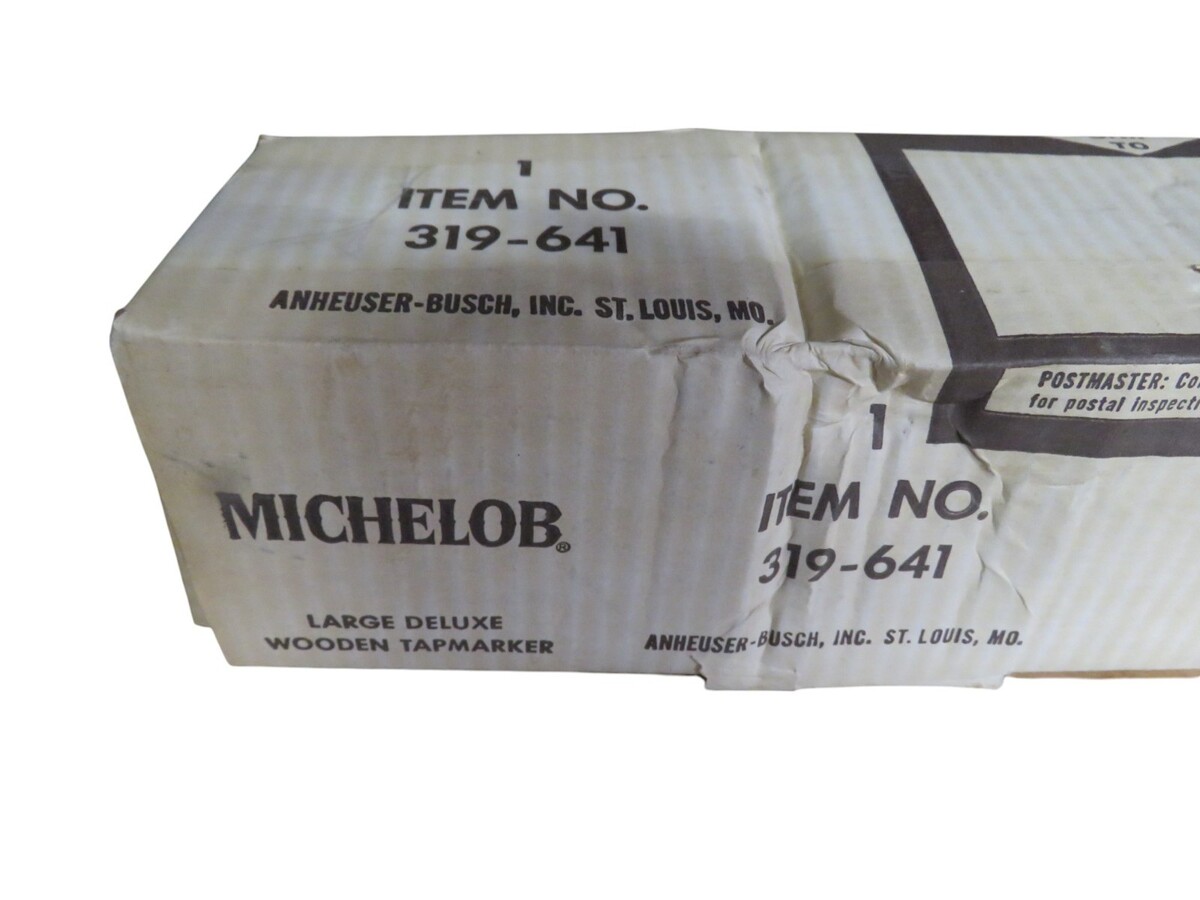 1
ITEM NO.
319-641
ANHEUSER-BUSCH, INC. ST. LOUIS, MO.
TO
POSTMASTER:
for postal
MICHELOB®
LARGE DELUXE
WOODEN TAPMARKER
1
ITEM NO.
319-641
ANHEUSER-BUSCH, INC. ST. LOUIS, MO.